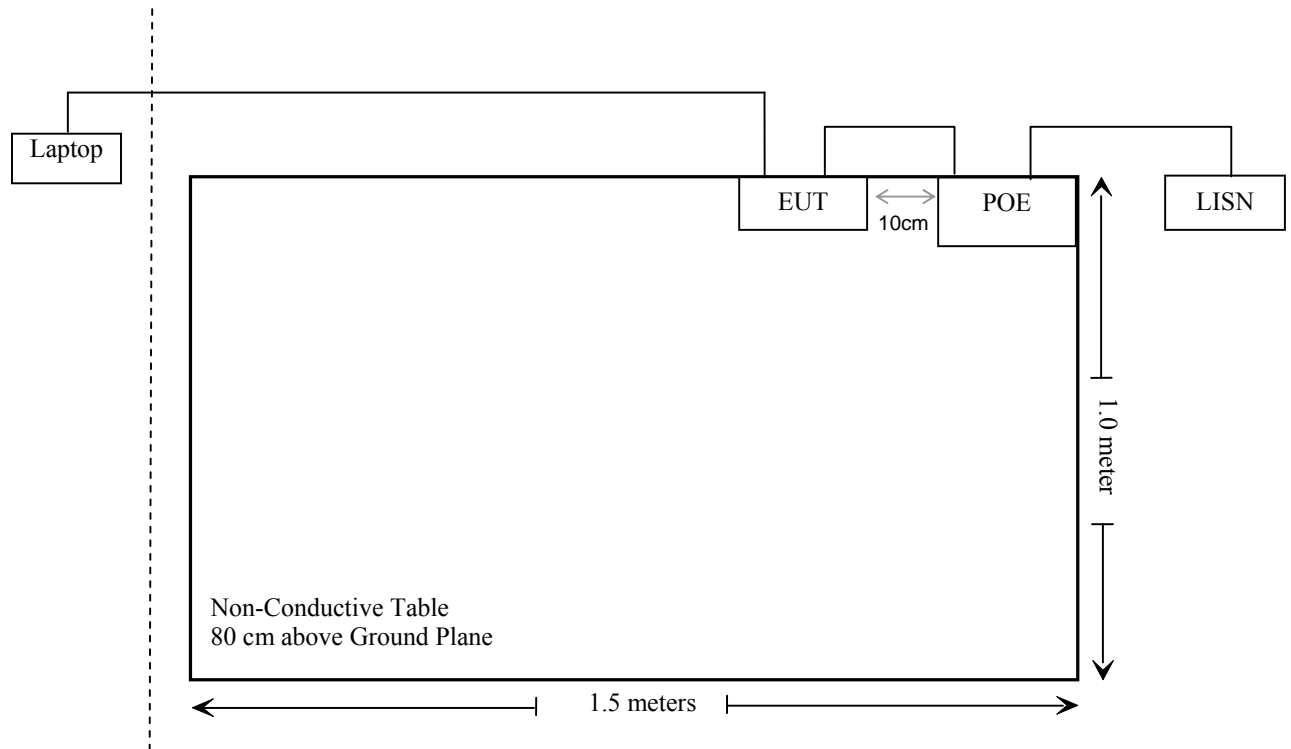 Laptop
EUT
10cm
POE
LISN
1.0 meter
Non-Conductive Table
80 cm above Ground Plane
1.5 meters